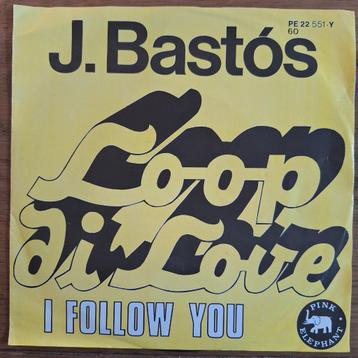 J. Bastós
PE 22 551-Y
60
Loop
di Love
I FOLLOW YOU
PINK
ELEPHANT